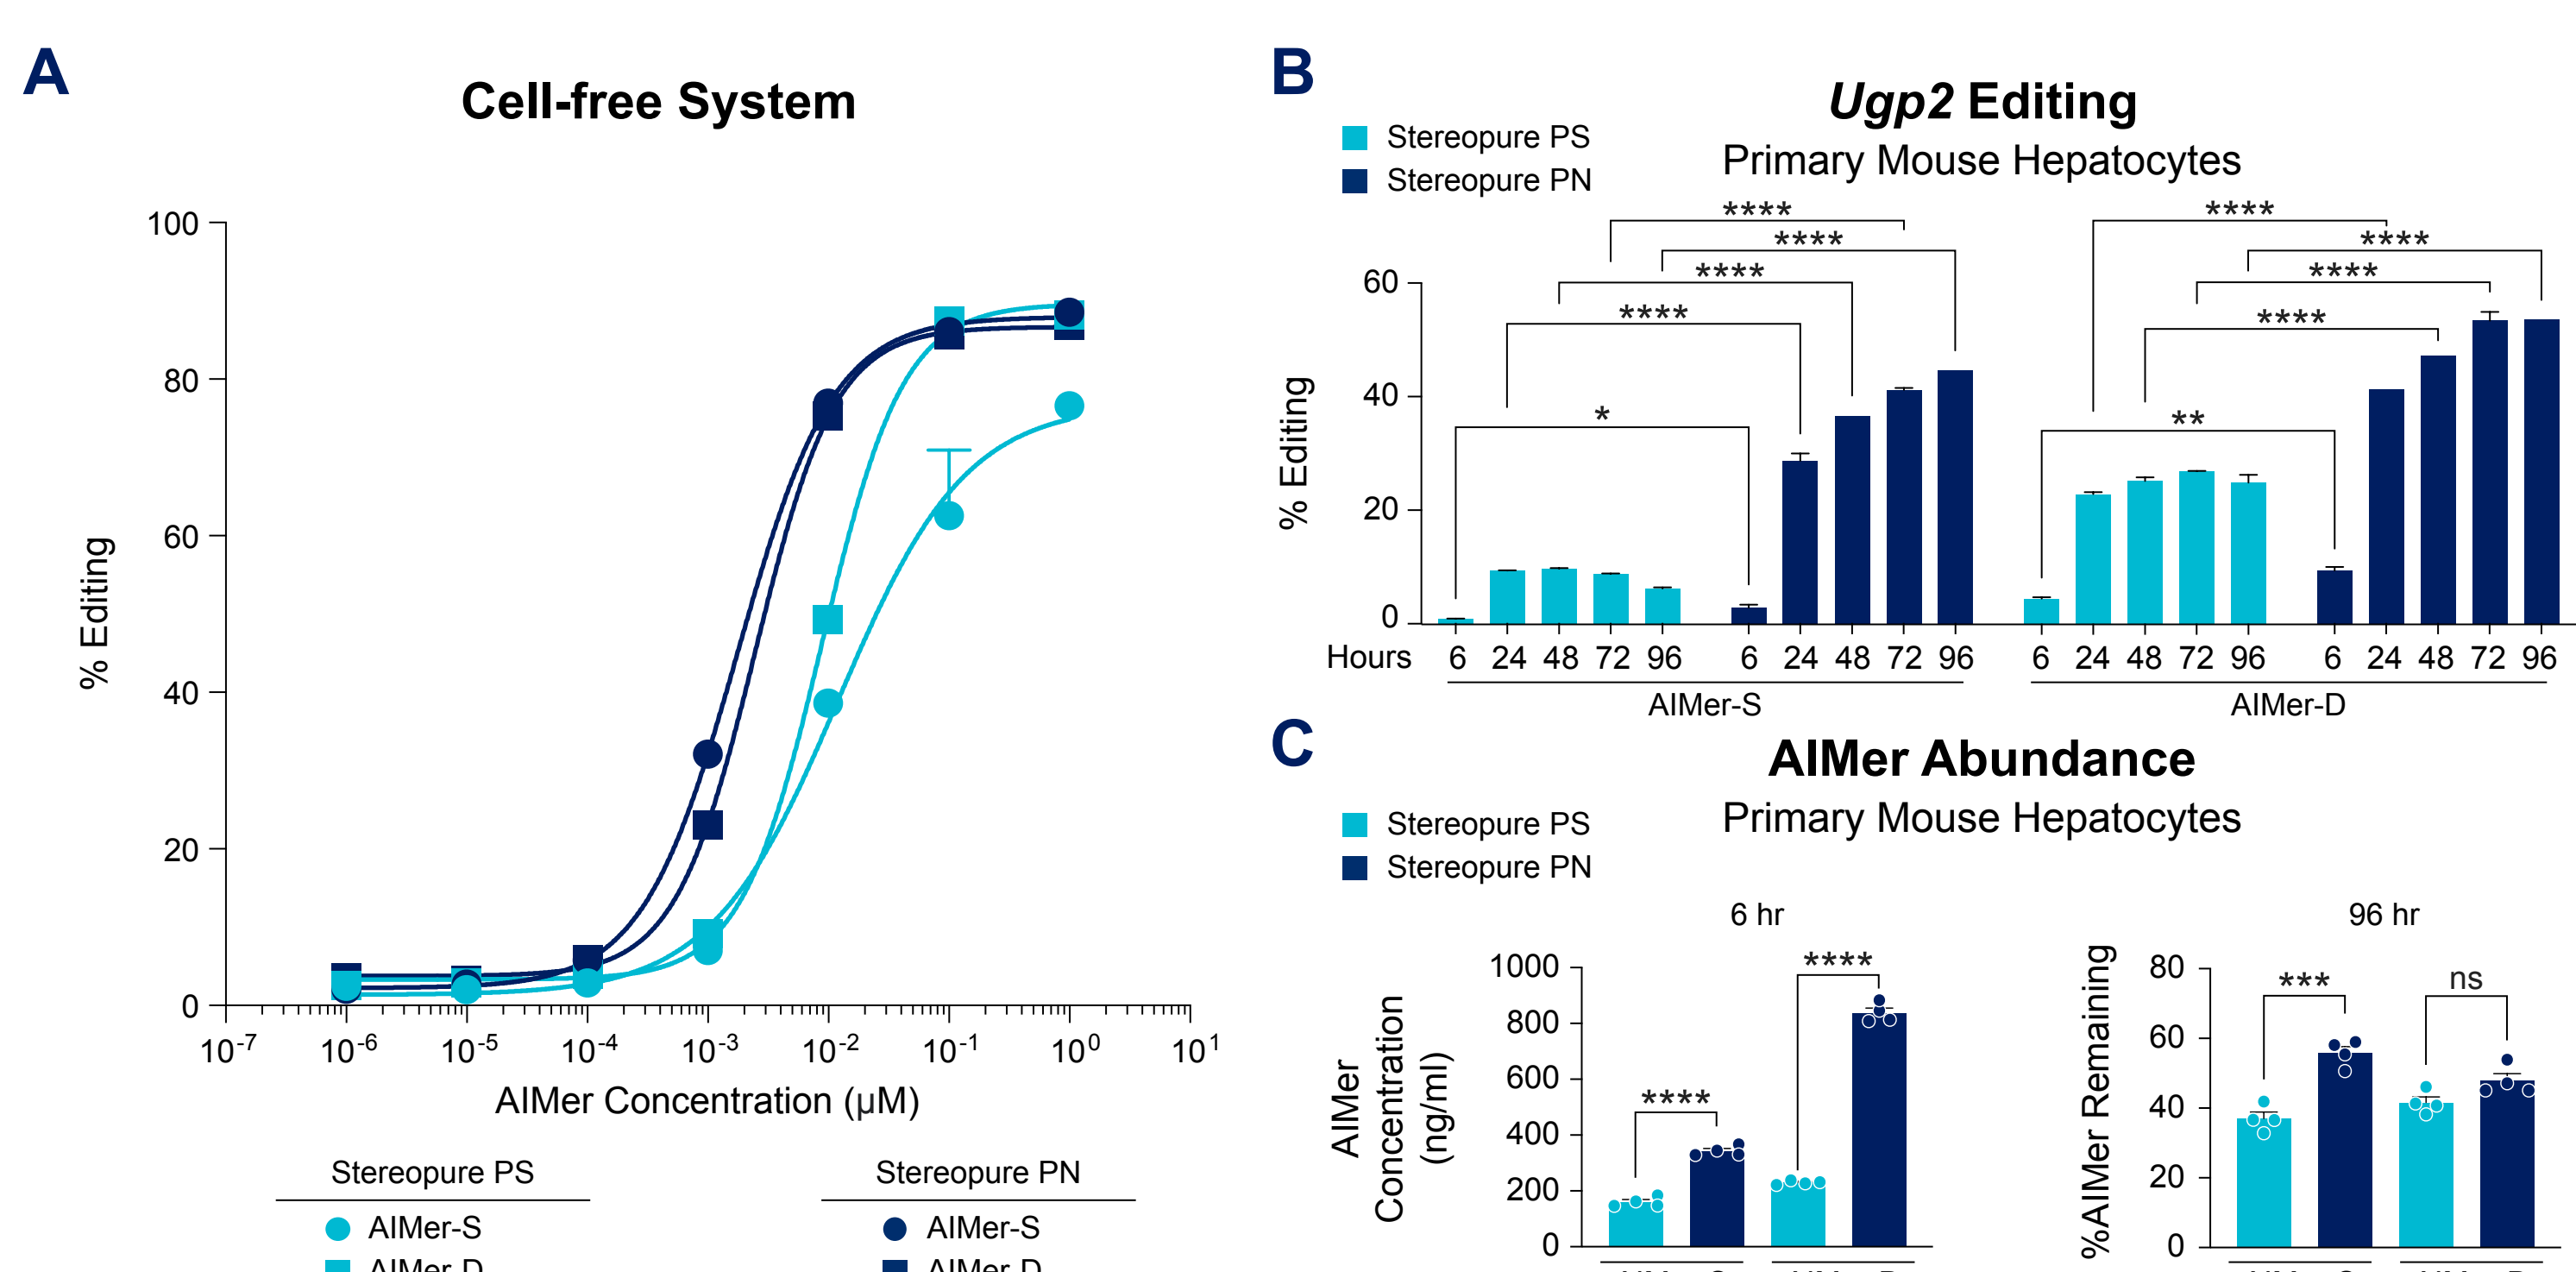 A
Cell-free System
100
80
60
40
20
0
% Editing
10-7 10-6 10-5 10-4 10-3 10-2 10-1 100 101
AIMer Concentration (μM)
Stereopure PS
AIMer-S
AIMer-D
Stereopure PN
AIMer-S
AIMer-D
B
Ugp2 Editing
Primary Mouse Hepatocytes
Stereopure PS
Stereopure PN
**** ****
**** ****
**** ****
**** ****
* **
60
40
20
0
% Editing
Hours 6 24 48 72 96 6 24 48 72 96 6 24 48 72 96 6 24 48 72 96
AIMer-S AIMer-D
C
AIMer Abundance
Primary Mouse Hepatocytes
Stereopure PS
Stereopure PN
6 hr
1000
800
600
400
200
0
AIMer
Concentration
(ng/ml)
****
****
96 hr
80
60
40
20
0
%AIMer Remaining
*** ns